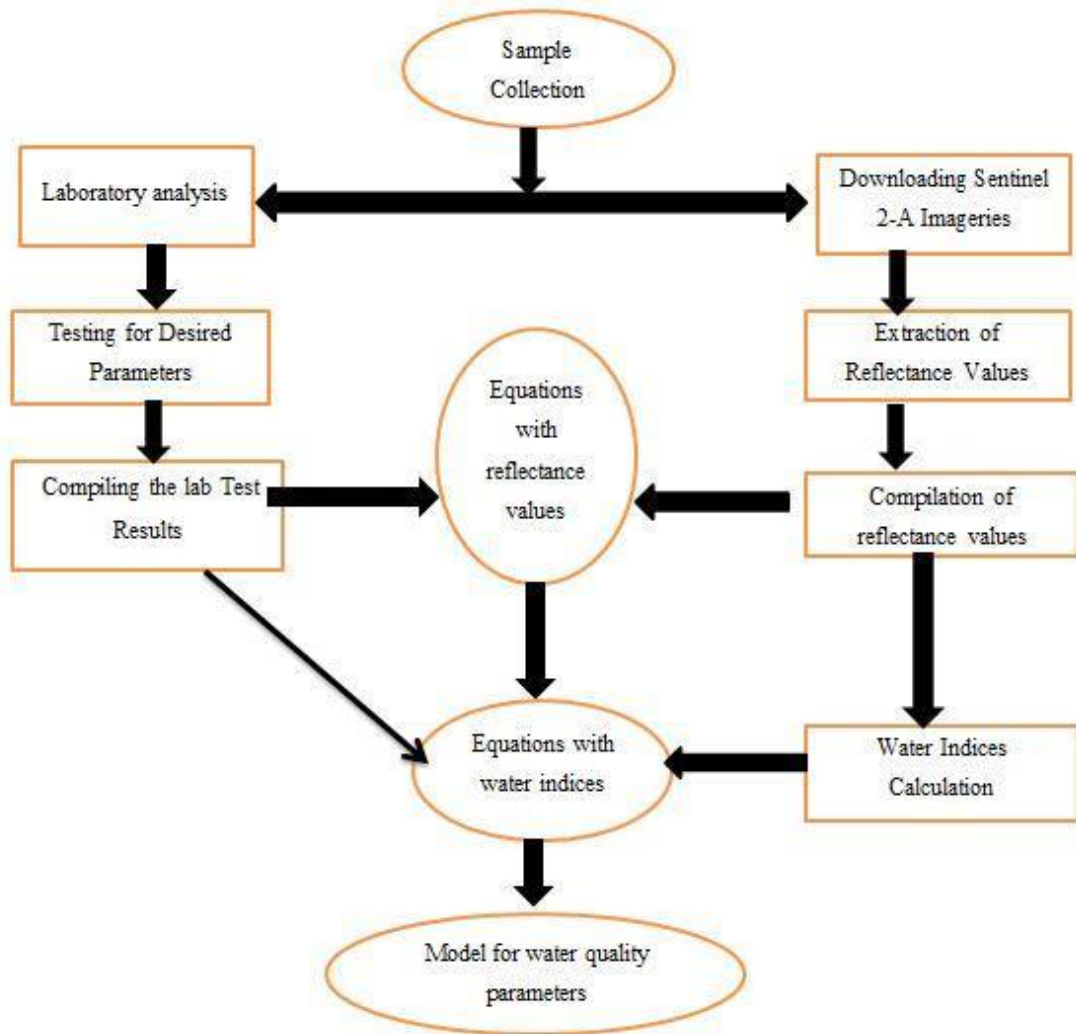 Sample
Collection
Laboratory analysis
Downloading Sentinel
2-A Imageries
Testing for Desired
Parameters
Extraction of
Reflectance Values
Equations
with
reflectance
values
Compiling the lab Test
Results
Compilation of
reflectance values
Equations with
water indices
Water Indices
Calculation
Model for water quality
parameters